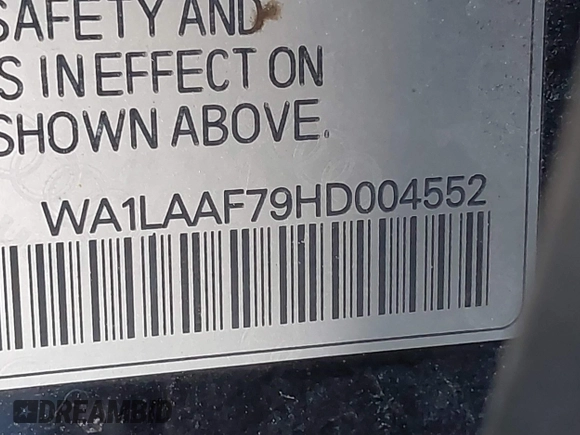 SAFETY AND
S IN EFFECT ON
SHOWN ABOVE.
WA1LAAF79HD004552
DREAMBID